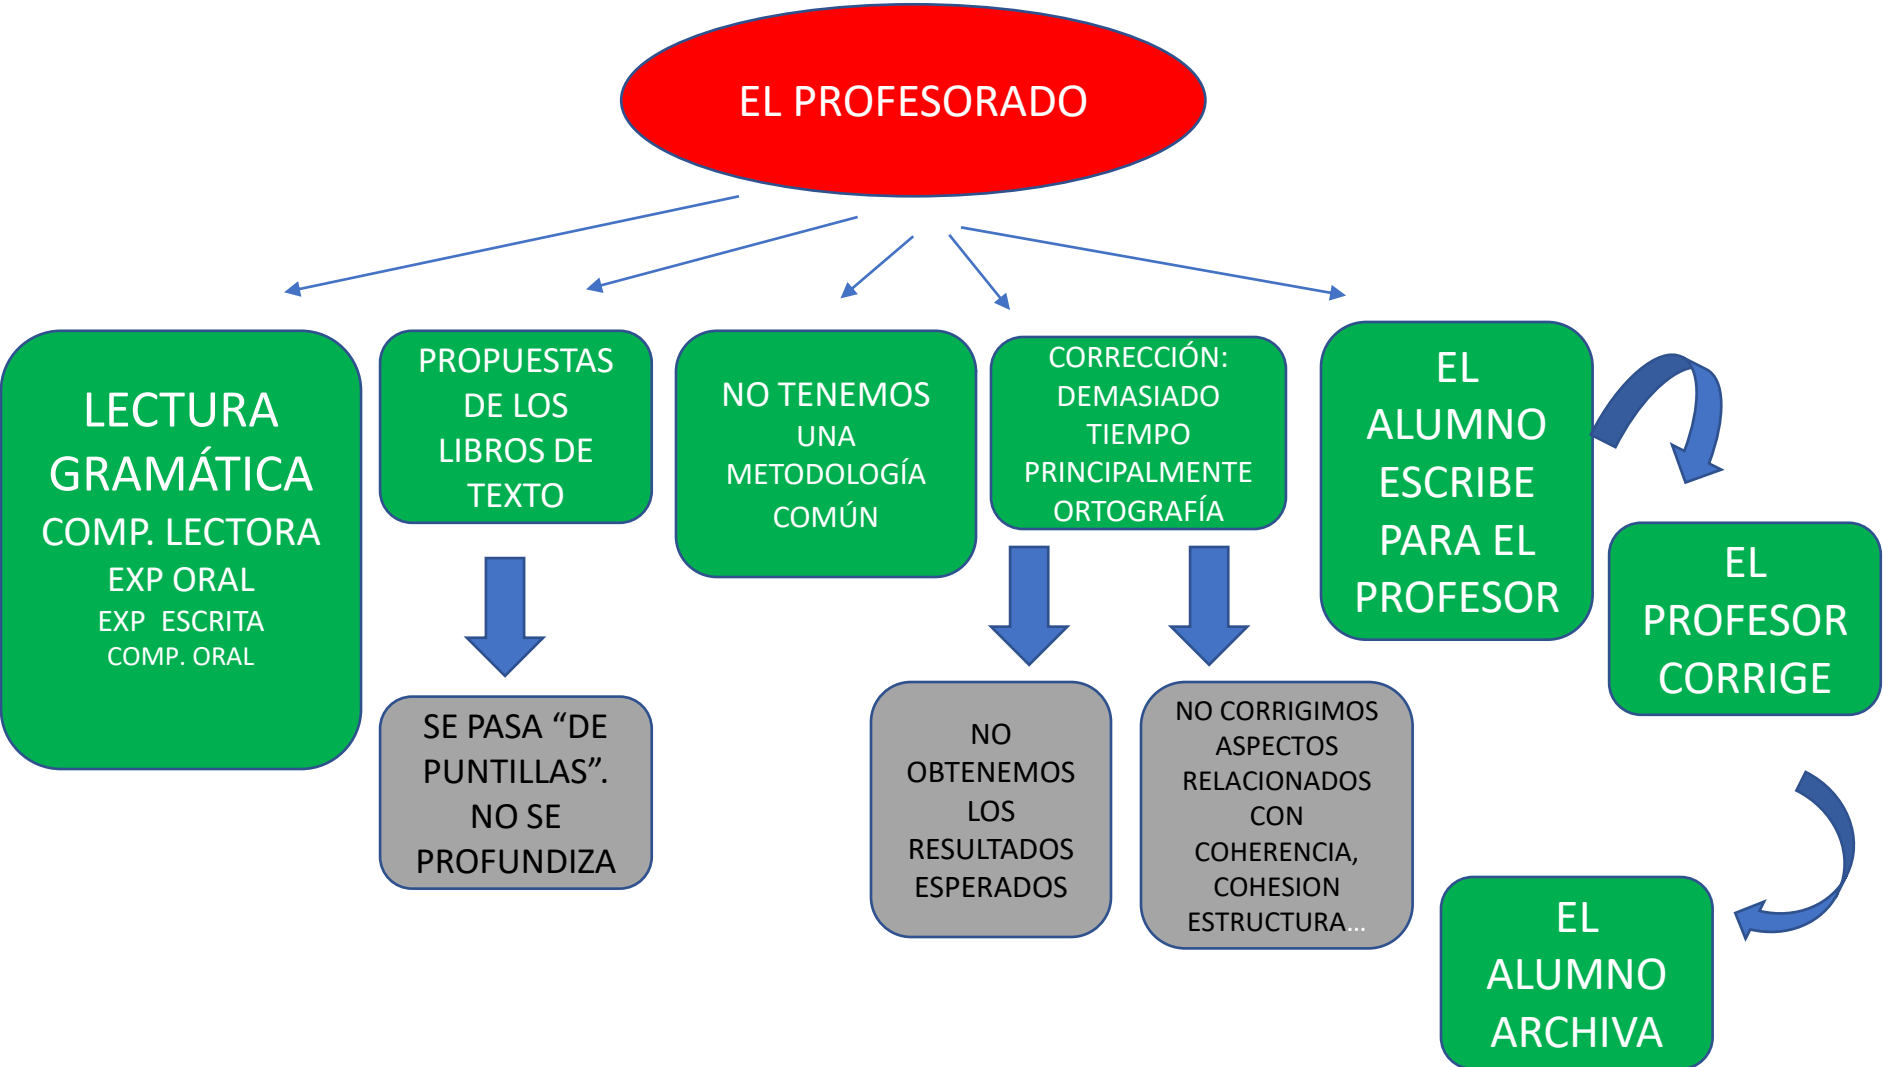 EL PROFESORADO
LECTURA
GRAMÁTICA
COMP. LECTORA
EXP ORAL
EXP  ESCRITA
COMP. ORAL
PROPUESTAS
DE LOS
LIBROS DE
TEXTO
SE PASA “DE
PUNTILLAS”.
NO SE
PROFUNDIZA
NO TENEMOS
UNA
METODOLOGÍA
COMÚN
CORRECCIÓN:
DEMASIADO
TIEMPO
PRINCIPALMENTE
ORTOGRAFÍA
NO
OBTENEMOS
LOS
RESULTADOS
ESPERADOS
NO CORRIGIMOS
ASPECTOS
RELACIONADOS
CON
COHERENCIA,
COHESION
ESTRUCTURA...
EL
ALUMNO
ESCRIBE
PARA EL
PROFESOR
EL
PROFESOR
CORRIGE
EL
ALUMNO
ARCHIVA